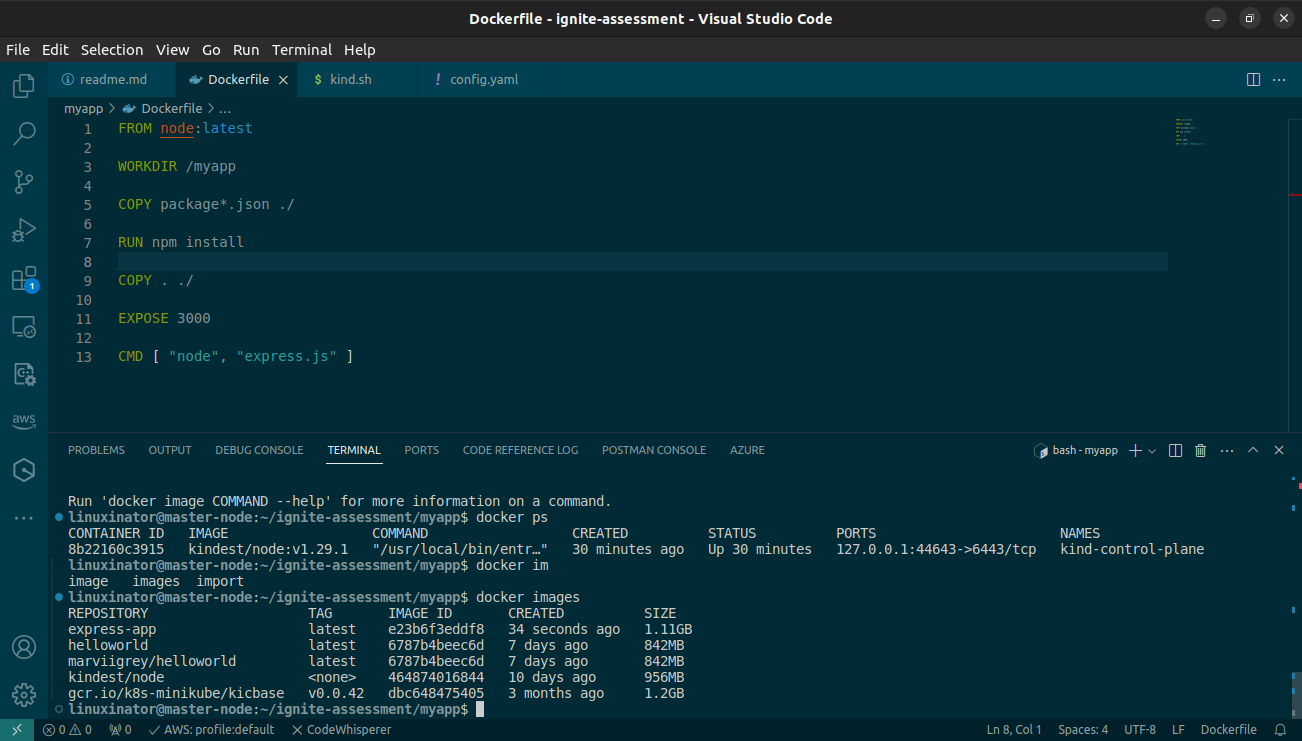 Dockerfile - ignite-assessment - Visual Studio Code
File Edit Selection View Go Run Terminal Help
readme.md Dockerfile kind.sh config.yaml
myapp > Dockerfile > ...
1 FROM node:latest
2
3 WORKDIR /myapp
4
5 COPY package*.json ./
6
7 RUN npm install
8
9 COPY . ./
10
11 EXPOSE 3000
12
13 CMD [ "node", "express.js" ]
1
aws
PROBLEMS OUTPUT DEBUG CONSOLE TERMINAL PORTS CODE REFERENCE LOG POSTMAN CONSOLE AZURE bash - myapp
Run 'docker image COMMAND --help' for more information on a command.
linuxinator@master-node:~/ignite-assessment/myapp$ docker ps
CONTAINER ID IMAGE COMMAND CREATED STATUS PORTS NAMES
8b22160c3915 kindest/node:v1.29.1 "/usr/local/bin/entr…" 30 minutes ago Up 30 minutes 127.0.0.1:44643->6443/tcp kind-control-plane
linuxinator@master-node:~/ignite-assessment/myapp$ docker im
image images import
linuxinator@master-node:~/ignite-assessment/myapp$ docker images
REPOSITORY TAG IMAGE ID CREATED SIZE
express-app latest e23b6f3eddf8 34 seconds ago 1.11GB
helloworld latest 6787b4beec6d 7 days ago 842MB
marviigrey/helloworld latest 6787b4beec6d 7 days ago 842MB
kindest/node <none> 464874016844 10 days ago 956MB
gcr.io/k8s-minikube/kicbase v0.0.42 dbc648475405 3 months ago 1.2GB
linuxinator@master-node:~/ignite-assessment/myapp$
0 0 0 AWS: profile:default CodeWhisperer Ln 8, Col 1 Spaces: 4 UTF-8 LF Dockerfile